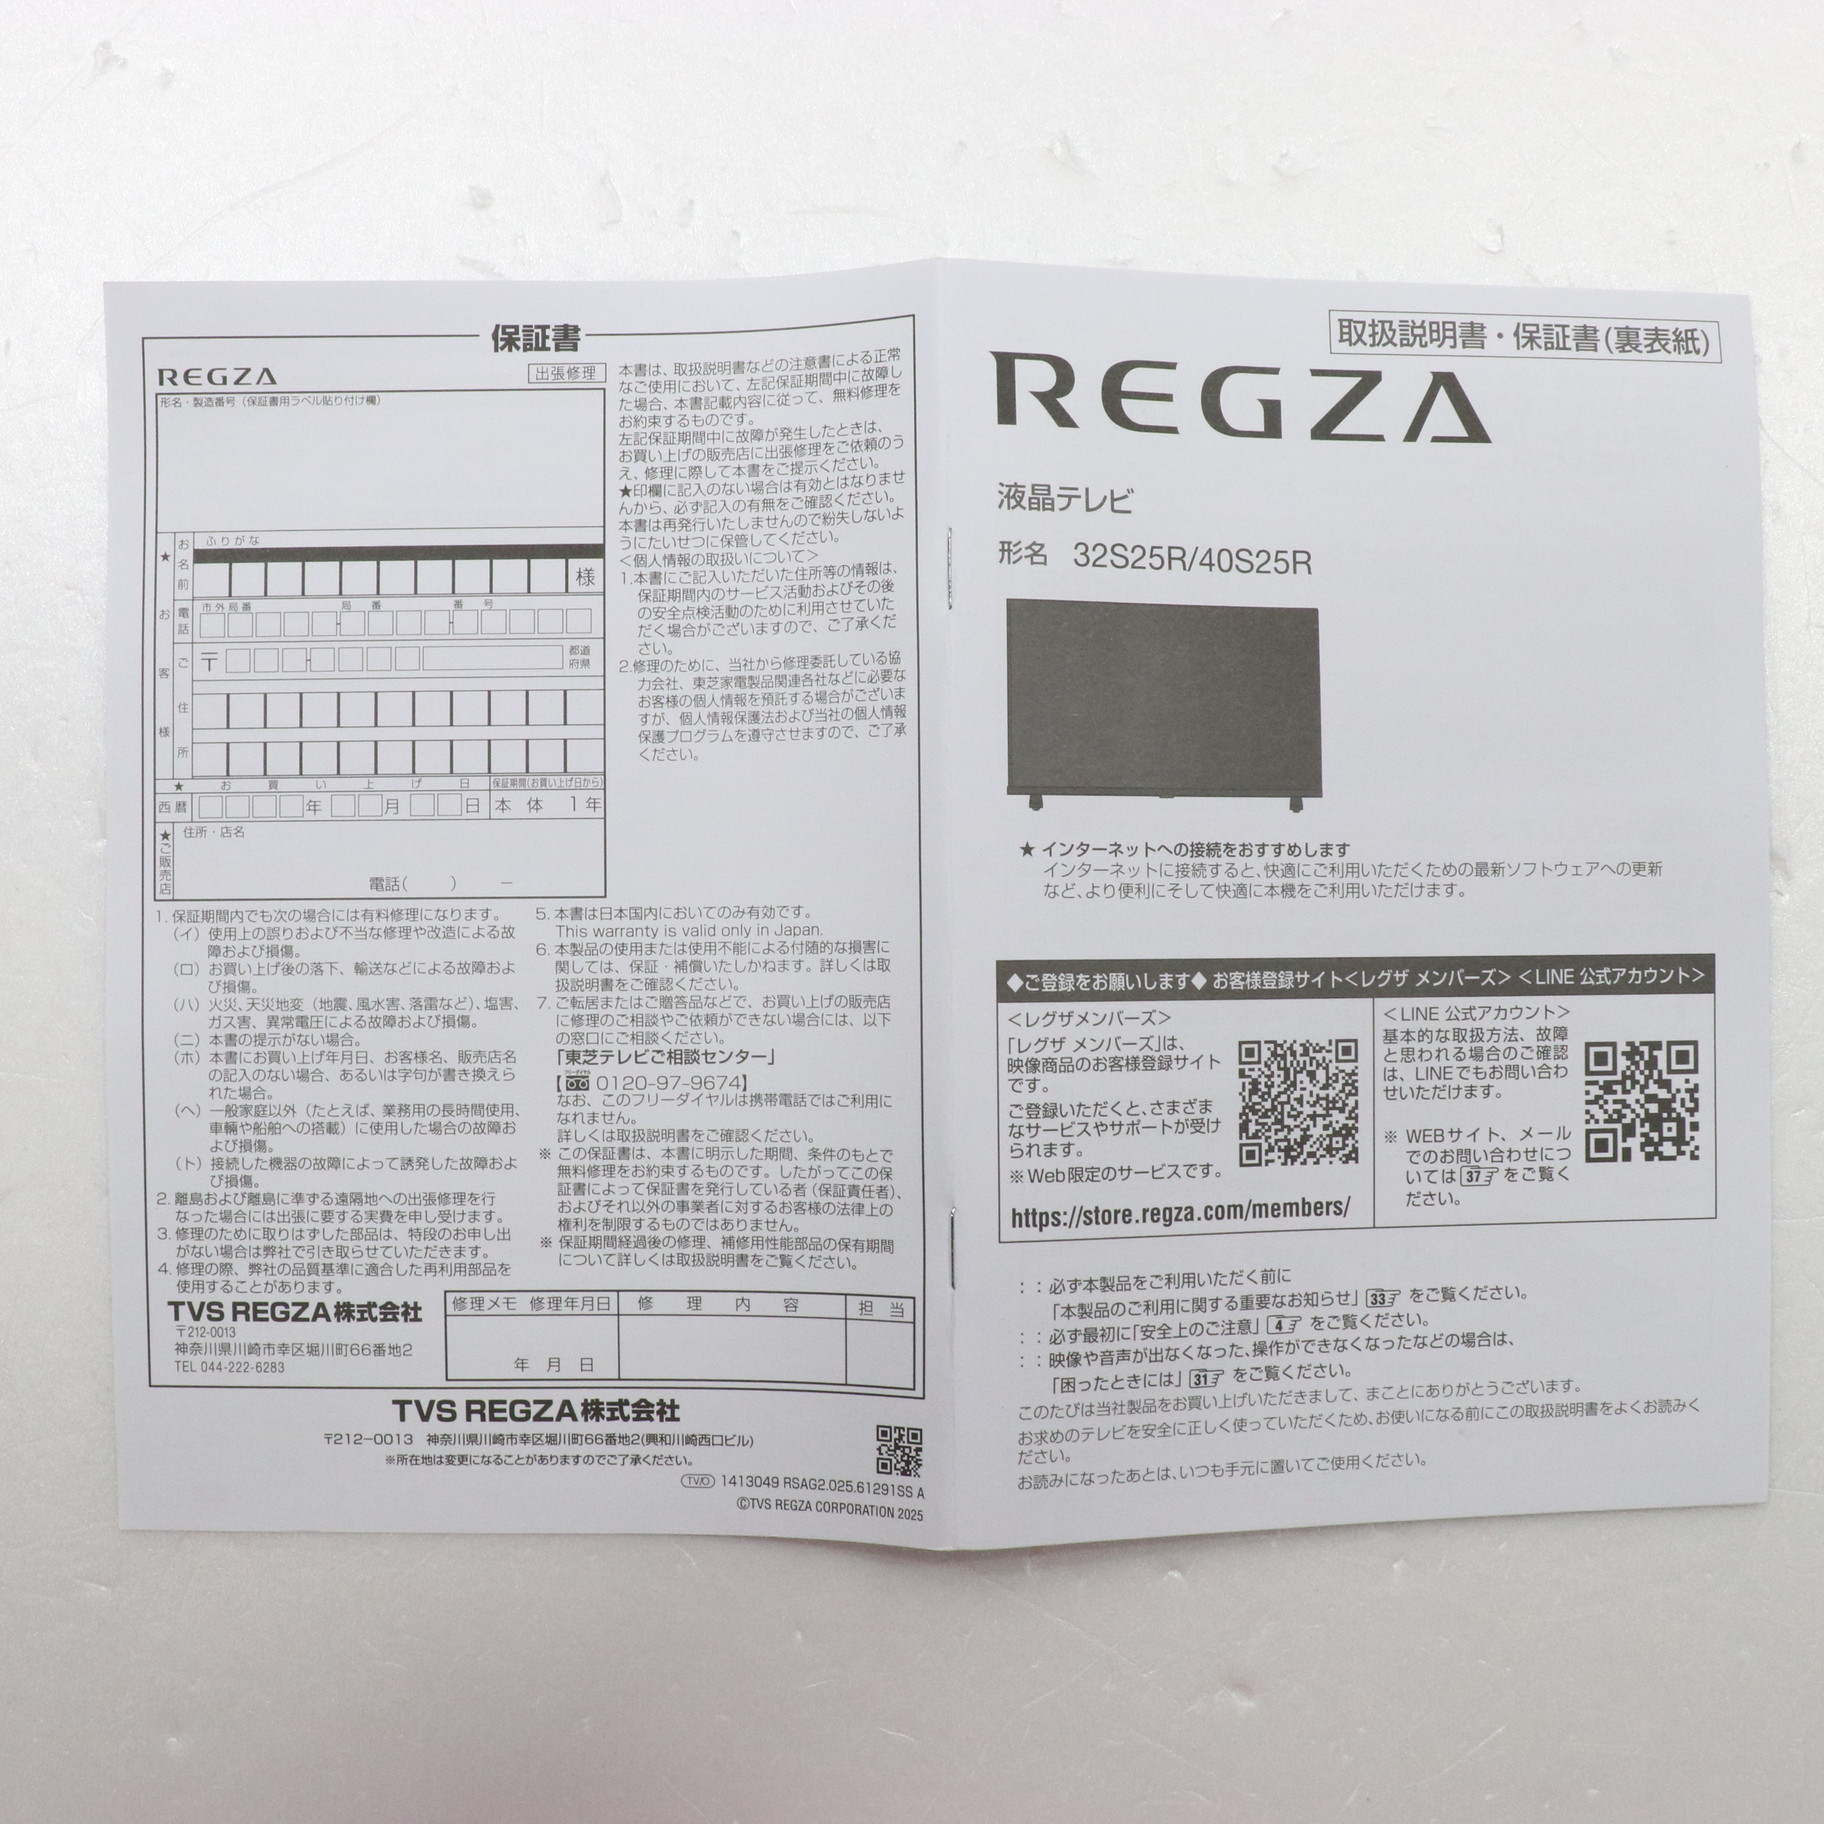 保証書
REGZA
出張修理
形名・製造番号（保証書用ラベル貼り付け欄）
★
お客様
お名前
ふりがな
様
電話
市外局番 局番 番号
ご住所
〒
都道
府県
★ お買い上げ日
保証期間(お買い上げ日から)
西暦 年 月 日 本体 1年
★ご販売店
住所・店名
電話( ) －
本書は、取扱説明書などの注意書による正常
なご使用において、左記保証期間中に故障し
た場合、本書記載内容に従って、無料修理を
お約束するものです。
左記保証期間中に故障が発生したときは、
お買い上げの販売店に出張修理をご依頼のう
え、修理に際して本書をご提示ください。
★印欄に記入のない場合は有効とはなりませ
んから、必ず記入の有無をご確認ください。
本書は再発行いたしませんので紛失しないよ
うにたいせつに保管してください。
＜個人情報の取扱いについて＞
1.本書にご記入いただいた住所等の情報は、
保証期間内のサービス活動およびその後
の安全点検活動のために利用させていた
だく場合がございますので、ご了承くだ
さい。
2.修理のために、当社から修理委託している協
力会社、東芝家電製品関連各社などに必要な
お客様の個人情報を預託する場合がございま
すが、個人情報保護法および当社の個人情報
保護プログラムを遵守させますので、ご了承
ください。
1. 保証期間内でも次の場合には有料修理になります。
（イ）使用上の誤りおよび不当な修理や改造による故
障および損傷。
（ロ）お買い上げ後の落下、輸送などによる故障およ
び損傷。
（ハ）火災、天災地変（地震、風水害、落雷など）、塩害、
ガス害、異常電圧による故障および損傷。
（ニ）本書の提示がない場合。
（ホ）本書にお買い上げ年月日、お客様名、販売店名
の記入のない場合、あるいは字句が書き換えら
れた場合。
（ヘ）一般家庭以外（たとえば、業務用の長時間使用、
車輛や船舶への搭載）に使用した場合の故障お
よび損傷。
（ト）接続した機器の故障によって誘発した故障およ
び損傷。
2. 離島および離島に準ずる遠隔地への出張修理を行
なった場合には出張に要する実費を申し受けます。
3. 修理のために取りはずした部品は、特段のお申し出
がない場合は弊社で引き取らせていただきます。
4. 修理の際、弊社の品質基準に適合した再利用部品を
使用することがあります。
5. 本書は日本国内においてのみ有効です。
This warranty is valid only in Japan.
6. 本製品の使用または使用不能による付随的な損害に
関しては、保証・補償いたしかねます。詳しくは取
扱説明書をご確認ください。
7. ご転居またはご贈答品などで、お買い上げの販売店
に修理のご相談やご依頼ができない場合には、以下
の窓口にご相談ください。
「東芝テレビご相談センター」
【フリーダイヤル 0120-97-9674】
なお、このフリーダイヤルは携帯電話ではご利用に
なれません。
詳しくは取扱説明書をご確認ください。
※ この保証書は、本書に明示した期間、条件のもとで
無料修理をお約束するものです。したがってこの保
証書によって保証書を発行している者（保証責任者）、
およびそれ以外の事業者に対するお客様の法律上の
権利を制限するものではありません。
※ 保証期間経過後の修理、補修用性能部品の保有期間
について詳しくは取扱説明書をご覧ください。
TVS REGZA株式会社
〒212-0013
神奈川県川崎市幸区堀川町66番地2
TEL 044-222-6283
修理メモ 修理年月日 修理内容 担当
年 月 日
TVS REGZA株式会社
〒212－0013 神奈川県川崎市幸区堀川町66番地2(興和川崎西口ビル)
※所在地は変更になることがありますのでご了承ください。
TV/O 1413049 RSAG2.025.61291SS A
©TVS REGZA CORPORATION 2025
取扱説明書・保証書(裏表紙)
REGZA
液晶テレビ
形名 32S25R/40S25R
★ インターネットへの接続をおすすめします
インターネットに接続すると、快適にご利用いただくための最新ソフトウェアへの更新
など、より便利にそして快適に本機をご利用いただけます。
◆ご登録をお願いします◆ お客様登録サイト＜レグザ メンバーズ＞＜LINE 公式アカウント＞
＜レグザメンバーズ＞
「レグザ メンバーズ」は、
映像商品のお客様登録サイト
です。
ご登録いただくと、さまざま
なサービスやサポートが受け
られます。
※Web限定のサービスです。
https://store.regza.com/members/
＜LINE 公式アカウント＞
基本的な取扱方法、故障
と思われる場合のご確認
は、LINEでもお問い合わ
せいただけます。
※ WEBサイト、メール
でのお問い合わせにつ
いては 37 をご覧く
ださい。
：：必ず本製品をご利用いただく前に
「本製品のご利用に関する重要なお知らせ」33 をご覧ください。
：：必ず最初に「安全上のご注意」4 をご覧ください。
：：映像や音声が出なくなった、操作ができなくなったなどの場合は、
「困ったときには」31 をご覧ください。
このたびは当社製品をお買い上げいただきまして、まことにありがとうございます。
お求めのテレビを安全に正しく使っていただくため、お使いになる前にこの取扱説明書をよくお読みく
ださい。
お読みになったあとは、いつも手元に置いてご使用ください。